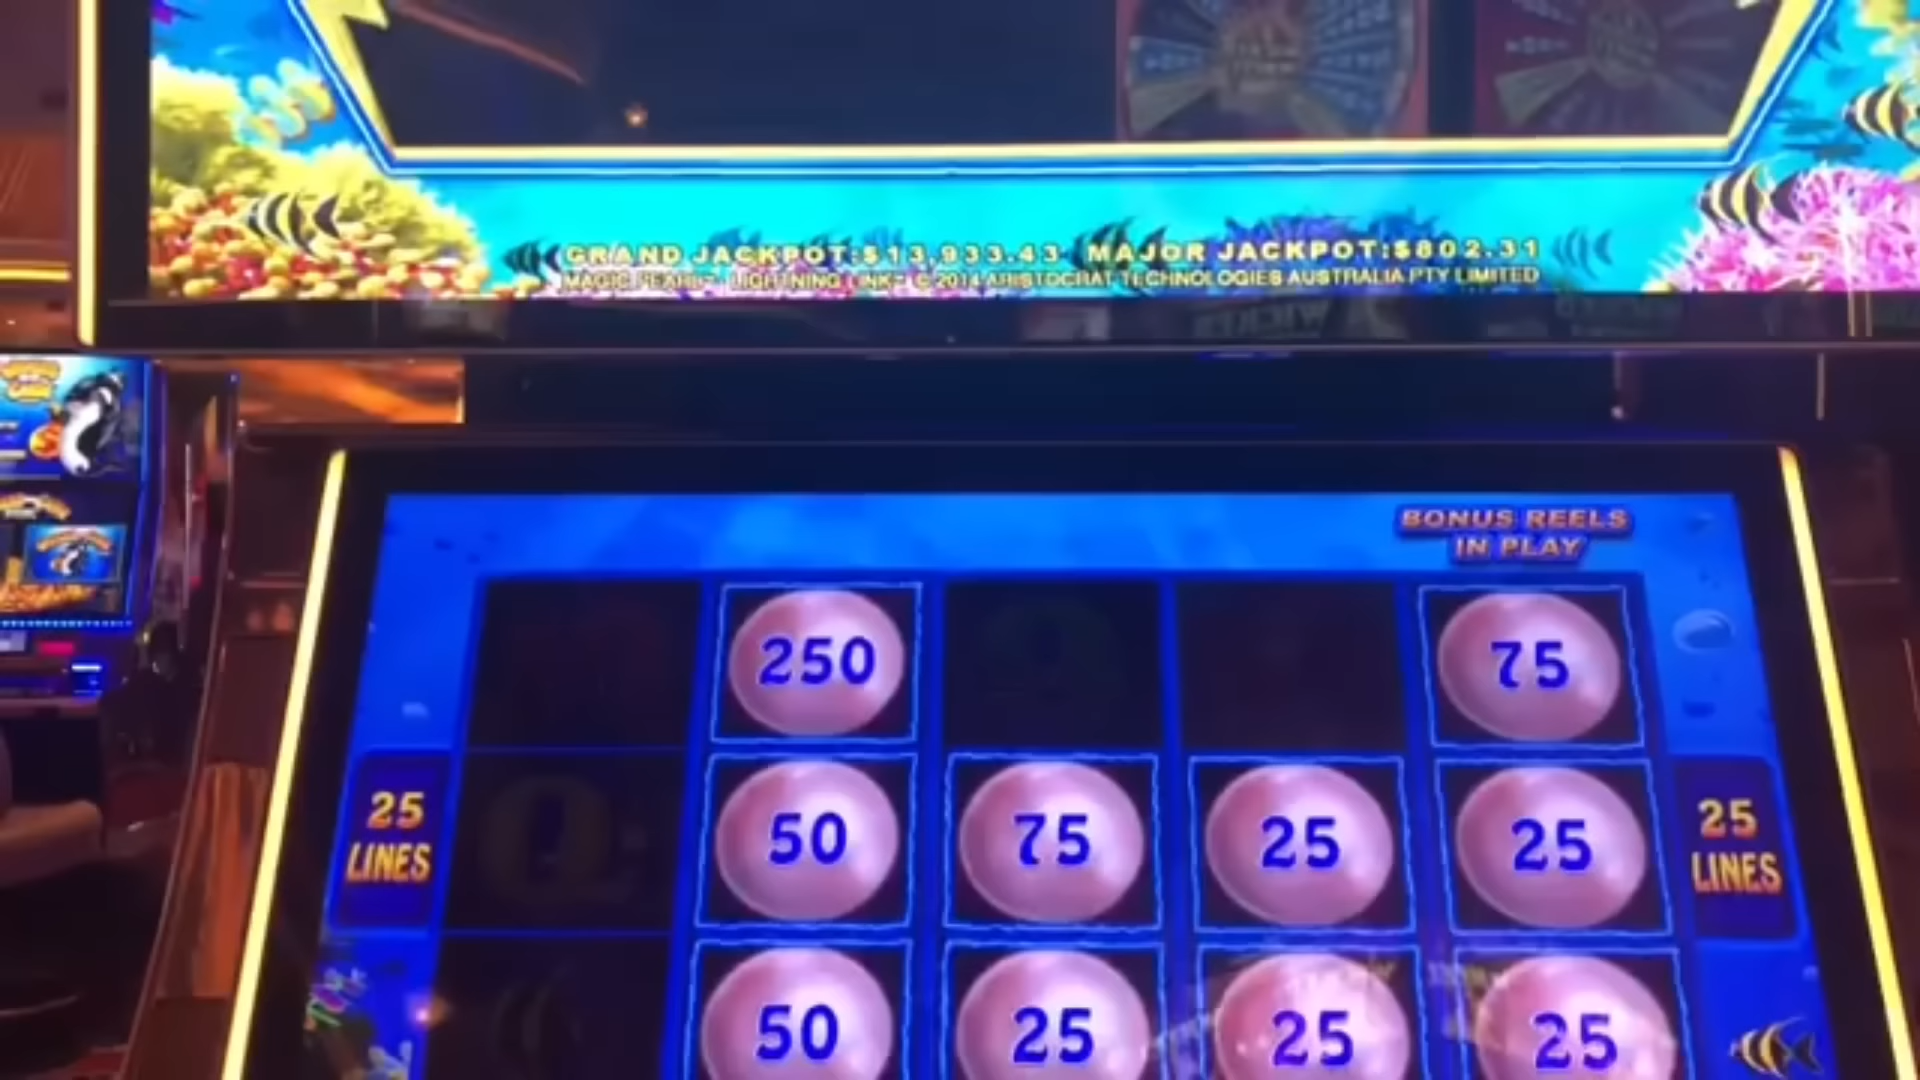 GRAND JACKPOT:$13,933.43 MAJOR JACKPOT:$802.31
MAGIC PEARL™ LIGHTNING LINK™ © 2014 ARISTOCRAT TECHNOLOGIES AUSTRALIA PTY LIMITED
BONUS REELS
IN PLAY
250 75
25
LINES
50 75 25 25
25
LINES
50 25 25 25